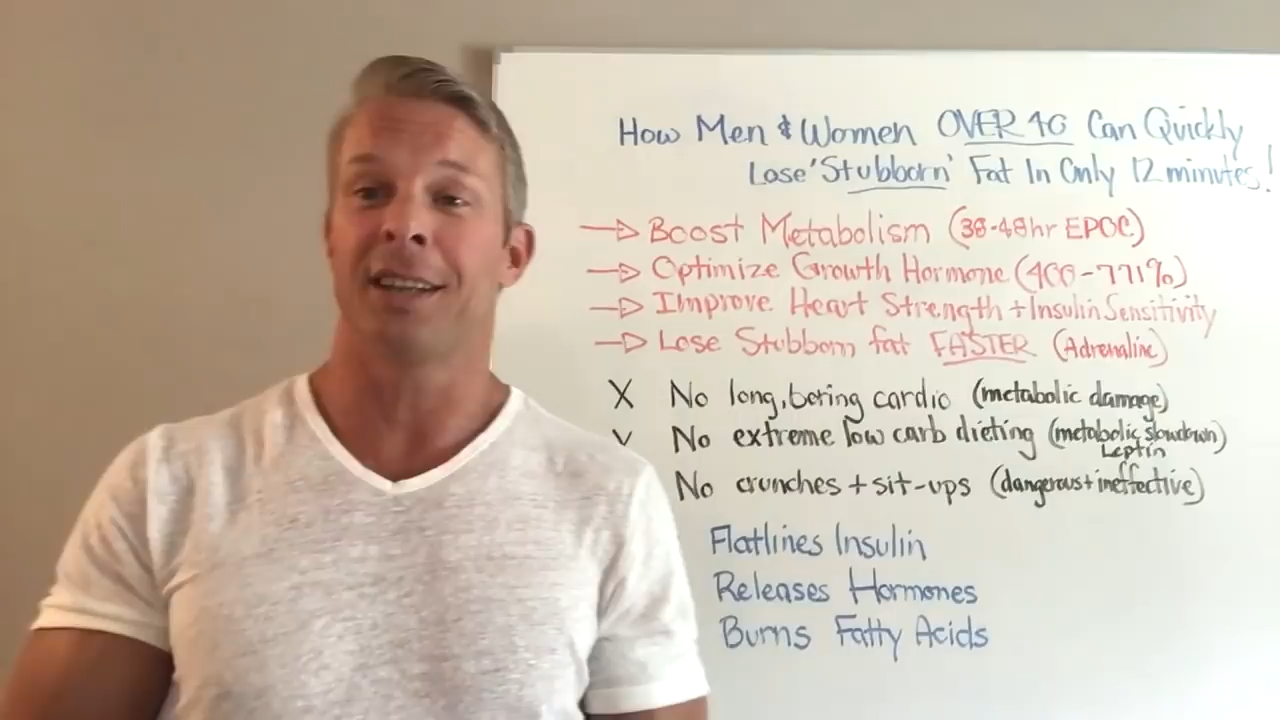 How Men & Women OVER 40 Can Quickly
Lose 'Stubborn' Fat In Only 12 minutes!
Boost Metabolism (38-48hr EPOC)
Optimize Growth Hormone (400-771%)
Improve Heart Strength + Insulin Sensitivity
Lose Stubborn fat FASTER (Adrenaline)
X No long, boring cardio (metabolic damage)
No extreme low carb dieting (metabolic slowdown)
Leptin
No crunches + sit-ups (dangerous + ineffective)
Flatlines Insulin
Releases Hormones
Burns Fatty Acids